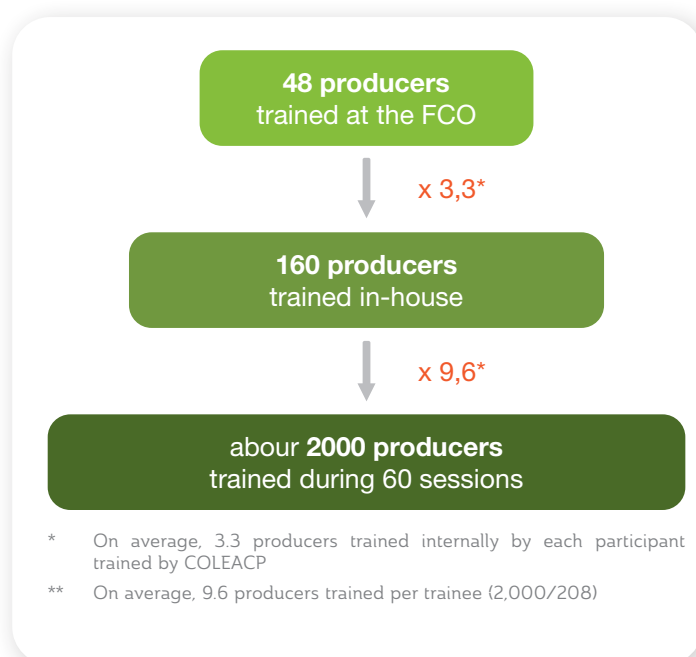 48 producers
trained at the FCO
x 3,3*
160 producers
trained in-house
x 9,6*
abour 2000 producers
trained during 60 sessions
* On average, 3.3 producers trained internally by each participant
trained by COLEACP
** On average, 9.6 producers trained per trainee (2,000/208)